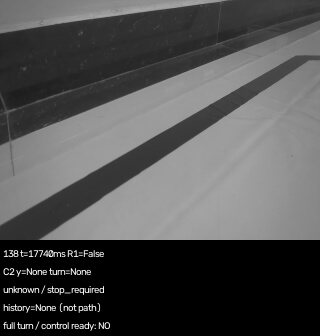 138 t=17740ms R1=False
C2 y=None turn=None
unknown / stop_required
history=None (not path)
full turn / control ready: NO